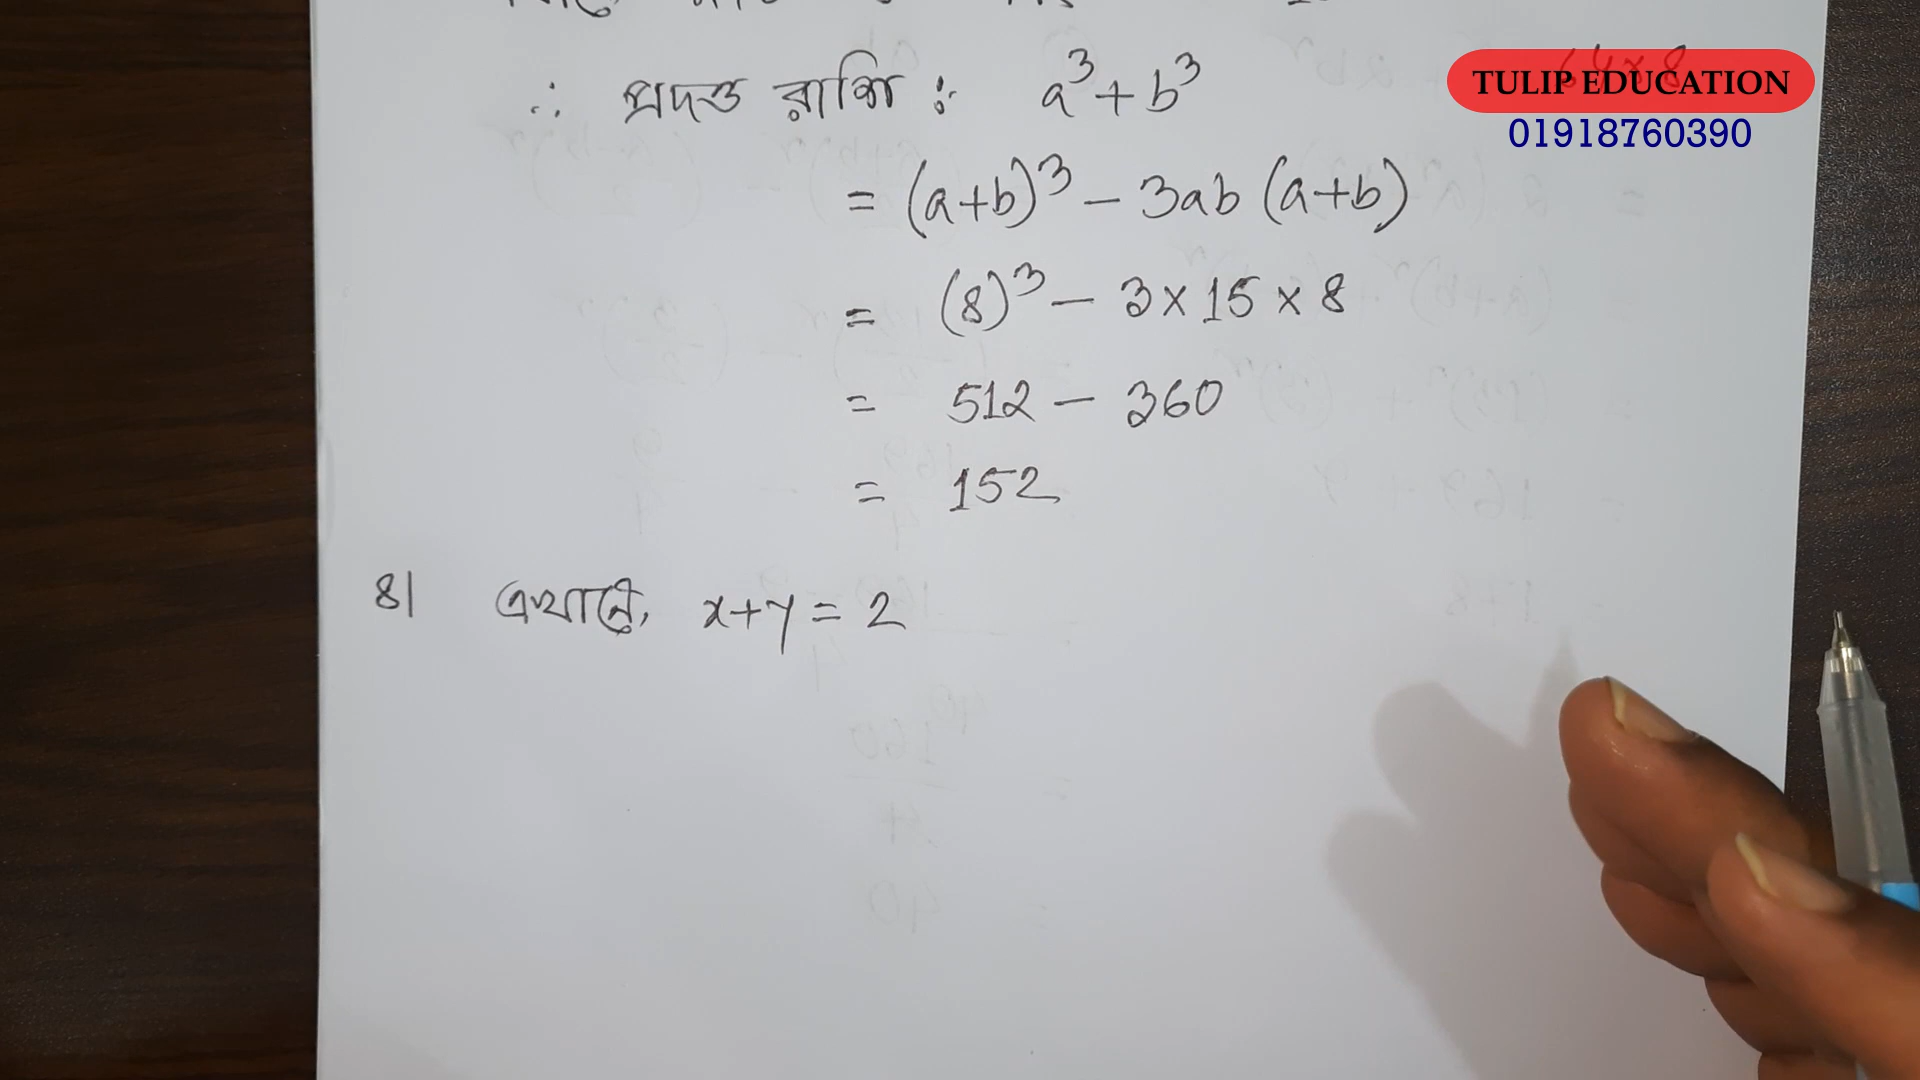 ∴ প্রদত্ত রাশি : a³ + b³
= (a+b)³ – 3ab (a+b)
= (8)³ – 3 × 15 × 8
= 512 – 360
= 152
8| এখানে, x+y = 2
TULIP EDUCATION
01918760390